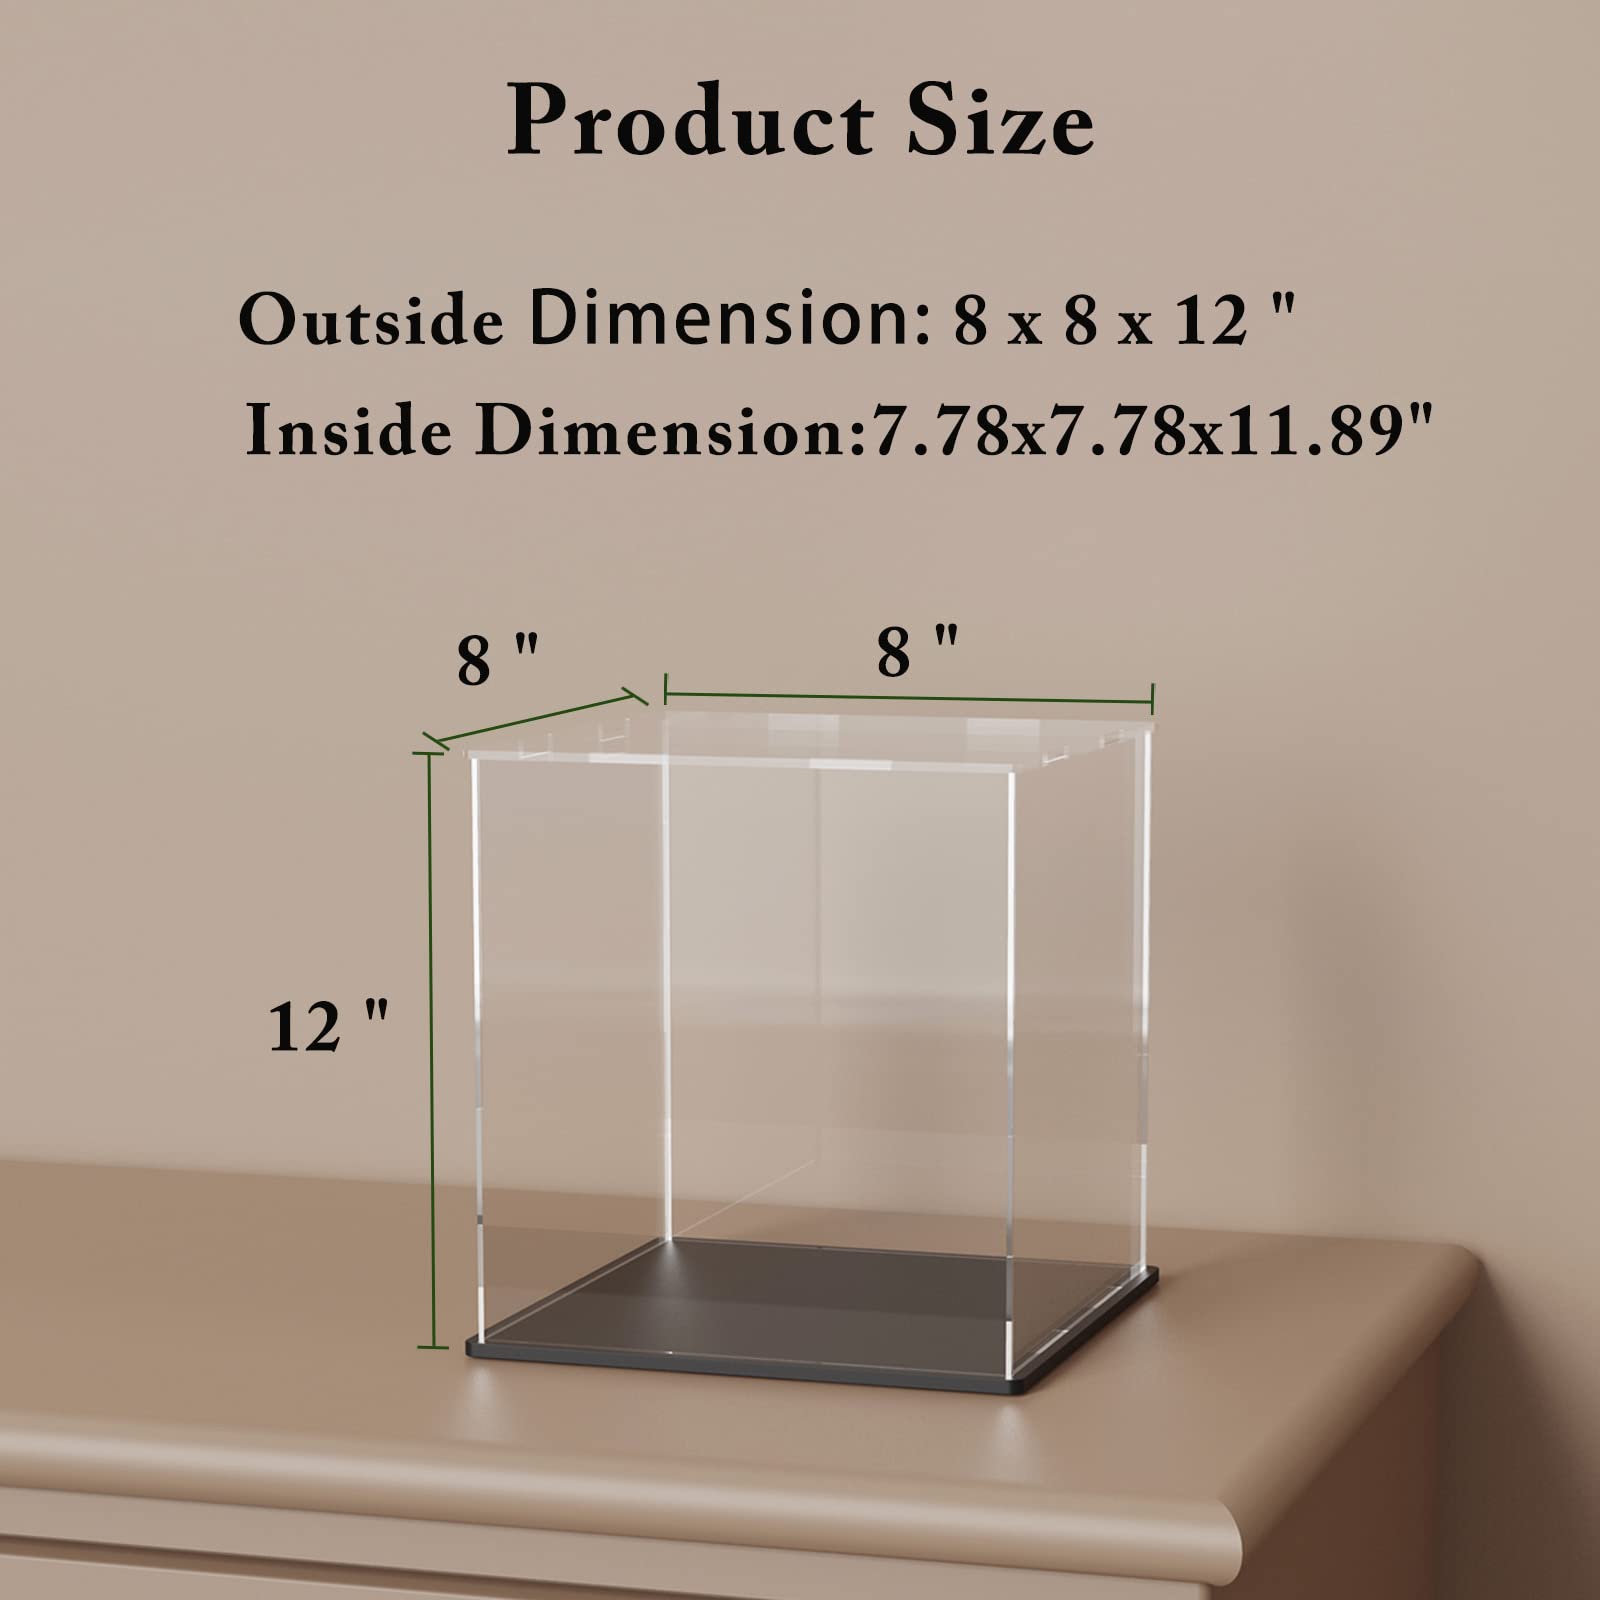 Product Size
Outside Dimension: 8 x 8 x 12 "
Inside Dimension:7.78x7.78x11.89"
8 "
8 "
12 "